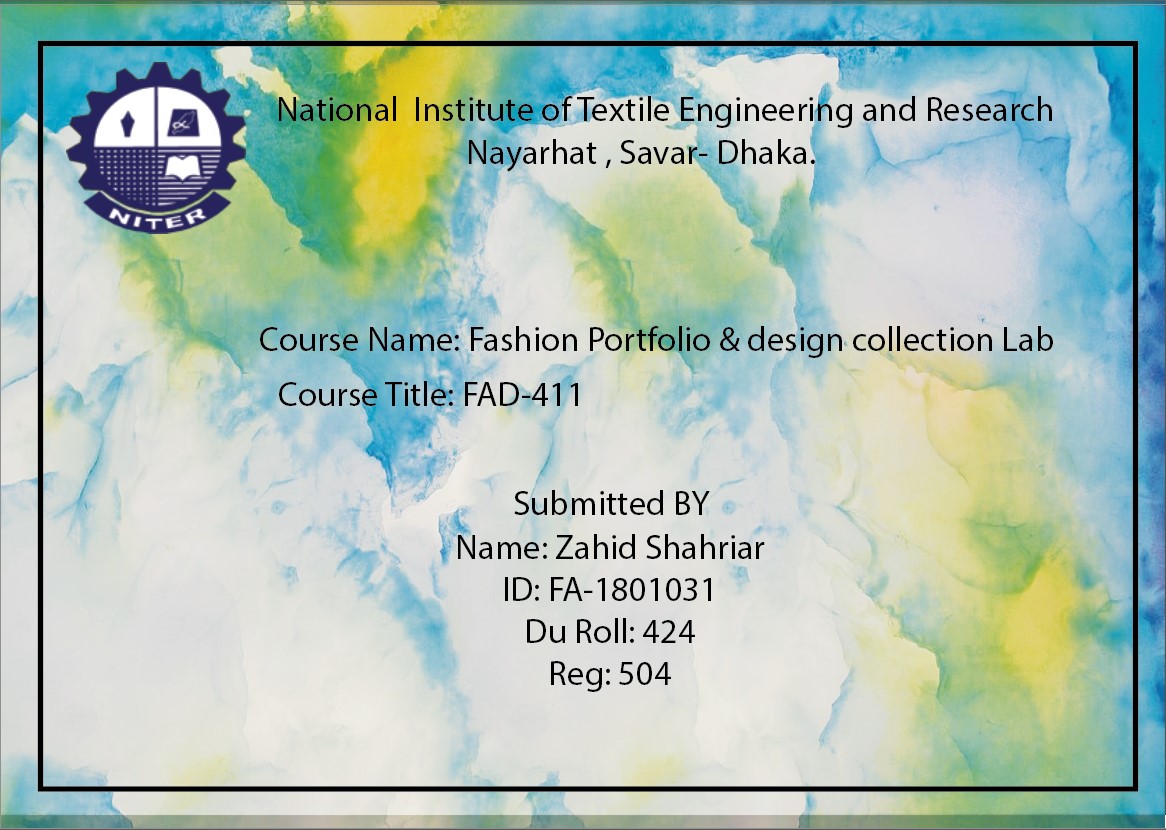 NITER
National Institute of Textile Engineering and Research
Nayarhat , Savar- Dhaka.
Course Name: Fashion Portfolio & design collection Lab
Course Title: FAD-411
Submitted BY
Name: Zahid Shahriar
ID: FA-1801031
Du Roll: 424
Reg: 504